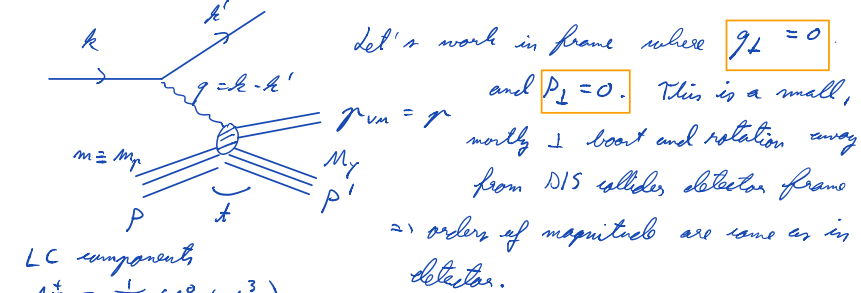 k
k'
q = k - k'
p_VM = p
m ≡ m_p
M_Y
P
t
P'
Let's work in frame where q⊥ = 0.
and P⊥ = 0. This is a small,
mostly ⊥ boost and rotation away
from DIS collider detector frame
⇒ orders of magnitude are same as in
detector.
LC components